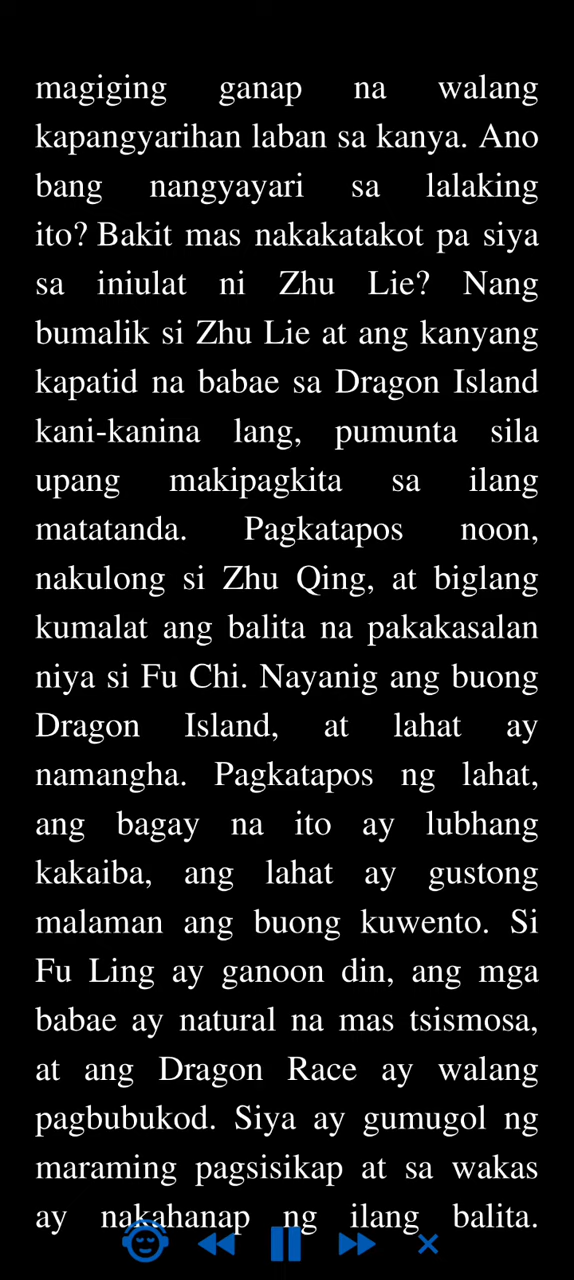 magiging ganap na walang
kapangyarihan laban sa kanya. Ano
bang nangyayari sa lalaking
ito? Bakit mas nakakatakot pa siya
sa iniulat ni Zhu Lie? Nang
bumalik si Zhu Lie at ang kanyang
kapatid na babae sa Dragon Island
kani-kanina lang, pumunta sila
upang makipagkita sa ilang
matatanda. Pagkatapos noon,
nakulong si Zhu Qing, at biglang
kumalat ang balita na pakakasalan
niya si Fu Chi. Nayanig ang buong
Dragon Island, at lahat ay
namangha. Pagkatapos ng lahat,
ang bagay na ito ay lubhang
kakaiba, ang lahat ay gustong
malaman ang buong kuwento. Si
Fu Ling ay ganoon din, ang mga
babae ay natural na mas tsismosa,
at ang Dragon Race ay walang
pagbubukod. Siya ay gumugol ng
maraming pagsisikap at sa wakas
ay nakahanap ng ilang balita.